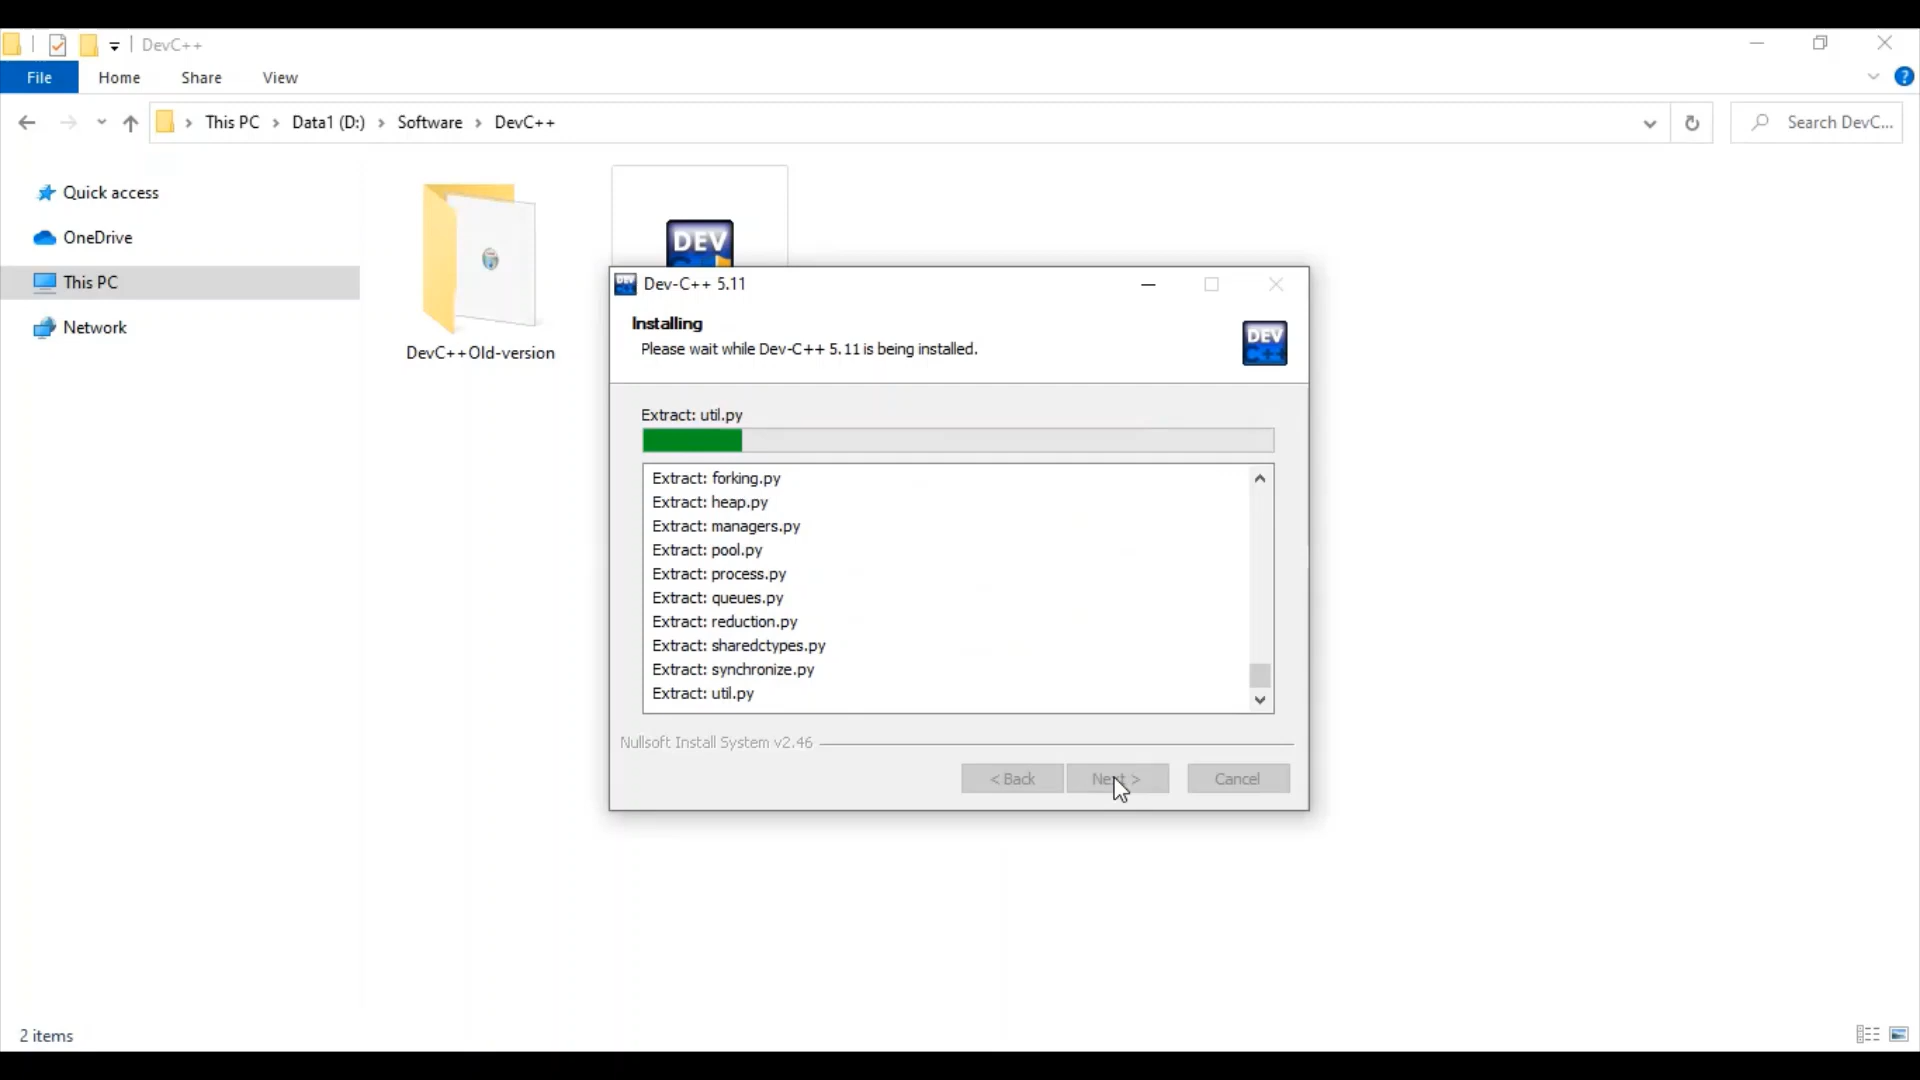 DevC++
File Home Share View
This PC Data1 (D:) Software DevC++ Search DevC...
Quick access
OneDrive
This PC
Network
DevC++Old-version
DEV
Dev-C++ 5.11
Installing
Please wait while Dev-C++ 5.11 is being installed.
DEV
C++
Extract: util.py
Extract: forking.py
Extract: heap.py
Extract: managers.py
Extract: pool.py
Extract: process.py
Extract: queues.py
Extract: reduction.py
Extract: sharedctypes.py
Extract: synchronize.py
Extract: util.py
Nullsoft Install System v2.46
< Back Next > Cancel
2 items